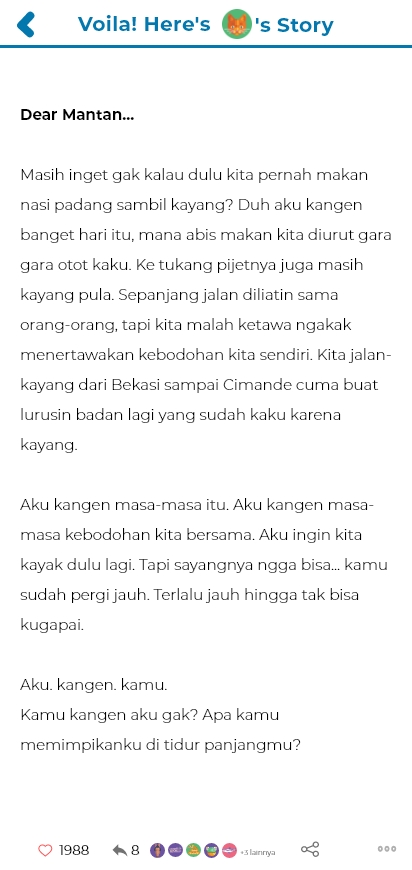 Voila! Here's 's Story
Dear Mantan...
Masih inget gak kalau dulu kita pernah makan
nasi padang sambil kayang? Duh aku kangen
banget hari itu, mana abis makan kita diurut gara
gara otot kaku. Ke tukang pijetnya juga masih
kayang pula. Sepanjang jalan diliatin sama
orang-orang, tapi kita malah ketawa ngakak
menertawakan kebodohan kita sendiri. Kita jalan-
kayang dari Bekasi sampai Cimande cuma buat
lurusin badan lagi yang sudah kaku karena
kayang.
Aku kangen masa-masa itu. Aku kangen masa-
masa kebodohan kita bersama. Aku ingin kita
kayak dulu lagi. Tapi sayangnya ngga bisa... kamu
sudah pergi jauh. Terlalu jauh hingga tak bisa
kugapai.
Aku. kangen. kamu.
Kamu kangen aku gak? Apa kamu
memimpikanku di tidur panjangmu?
1988 8 +3 lainnya